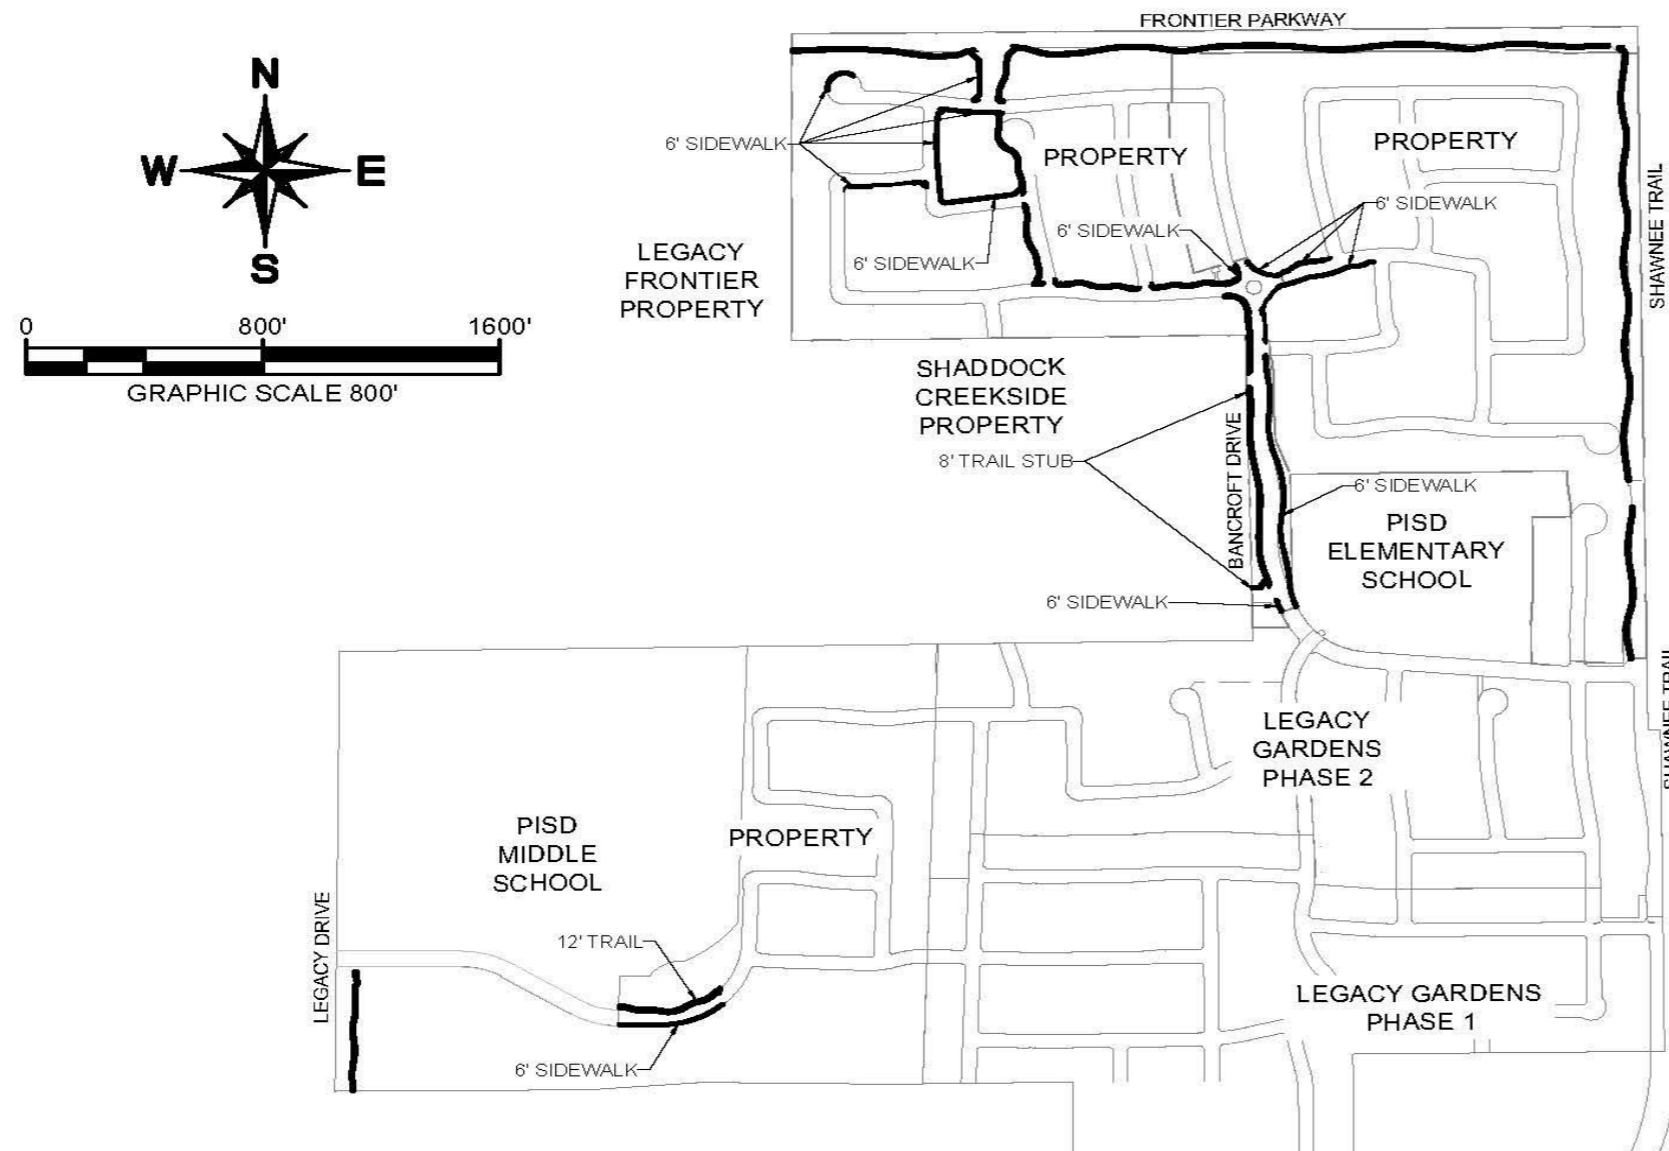 FRONTIER PARKWAY
N
W
E
S
6' SIDEWALK
PROPERTY
PROPERTY
SHAWNEE TRAIL
6' SIDEWALK
6' SIDEWALK
6' SIDEWALK
LEGACY
FRONTIER
PROPERTY
0 800' 1600'
GRAPHIC SCALE 800'
SHADDOCK
CREEKSIDE
PROPERTY
8' TRAIL STUB
BANCROFT DRIVE
6' SIDEWALK
PISD
ELEMENTARY
SCHOOL
6' SIDEWALK
SHAWNEE TRAIL
LEGACY
GARDENS
PHASE 2
PISD
MIDDLE
SCHOOL
PROPERTY
LEGACY DRIVE
12' TRAIL
6' SIDEWALK
LEGACY GARDENS
PHASE 1